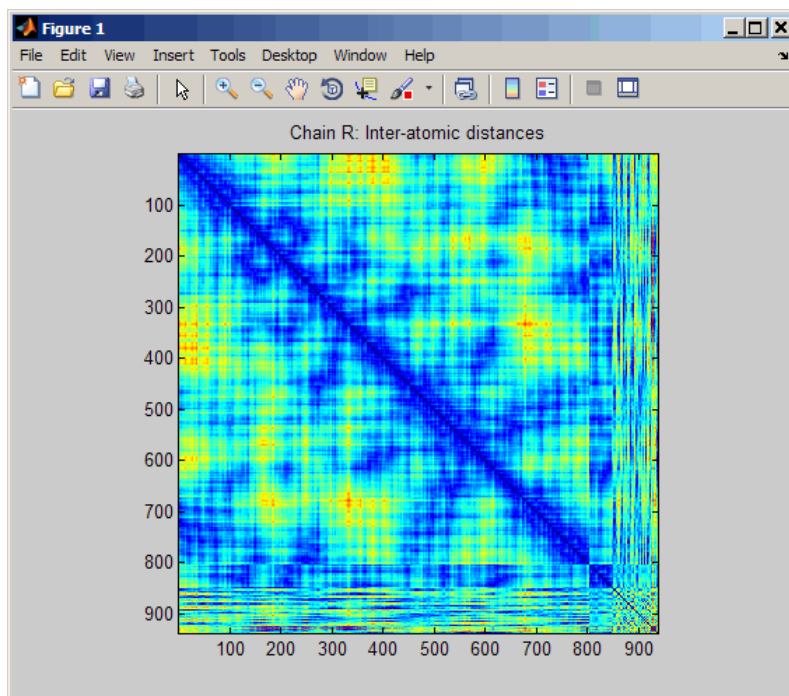 Figure 1
File Edit View Insert Tools Desktop Window Help
Chain R: Inter-atomic distances
100
200
300
400
500
600
700
800
900
100 200 300 400 500 600 700 800 900